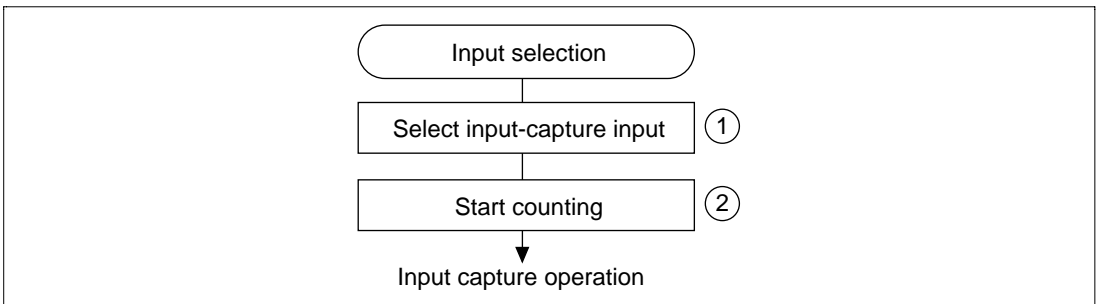 Input selection
Select input-capture input
1
Start counting
2
Input capture operation